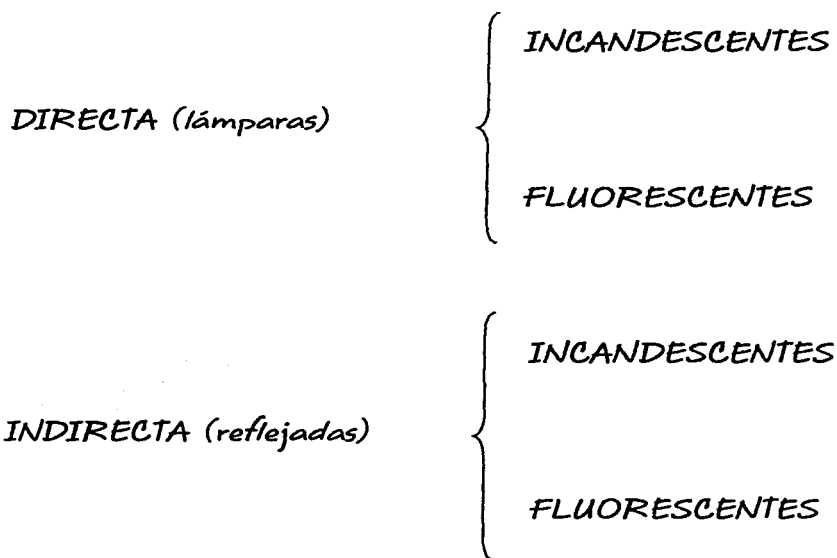 INCANDESCENTES
DIRECTA (lámparas)
FLUORESCENTES
INCANDESCENTES
INDIRECTA (reflejadas)
FLUORESCENTES